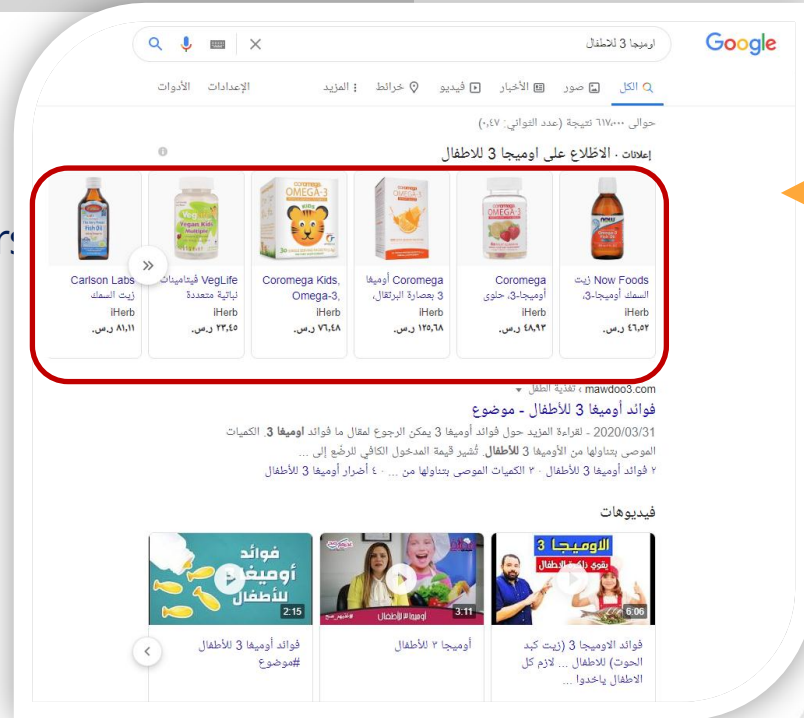 Google
اوميجا 3 للاطفال
الكل
صور
الأخبار
فيديو
خرائط
المزيد
الإعدادات
الأدوات
حوالى ٦١٧,٠٠٠ نتيجة (عدد الثواني: ٠,٤٧)
إعلانات · الاطّلاع على اوميجا 3 للاطفال
Now Foods زيت
السمك أوميجا-3،
iHerb
٤٦,٥٢ ر.س.
Coromega
أوميجا-3، حلوى
iHerb
٤٨,٩٣ ر.س.
Coromega أوميغا
3 بعصارة البرتقال،
iHerb
١٢٥,٦٨ ر.س.
Coromega Kids,
Omega-3,
iHerb
٧٦,٤٨ ر.س.
VegLife فيتامينات
نباتية متعددة
iHerb
٢٣,٤٥ ر.س.
Carlson Labs
زيت السمك
iHerb
٨١,١١ ر.س.
mawdoo3.com › تغذية الطفل
فوائد أوميغا 3 للأطفال - موضوع
2020/03/31 - لقراءة المزيد حول فوائد أوميغا 3 يمكن الرجوع لمقال ما فوائد اوميغا 3. الكميات
الموصى بتناولها من الأوميغا 3 للأطفال. تُشير قيمة المدخول الكافي للرضّع إلى ...
٢ فوائد أوميغا 3 للأطفال · ٣ الكميات الموصى بتناولها من ... · ٤ أضرار أوميغا 3 للأطفال
فيديوهات
الاوميجا 3
6:06
فوائد الاوميجا 3 (زيت كبد
الحوت) للاطفال ... لازم كل
الاطفال ياخدوا ...
3:11
أوميجا ٣ للأطفال
فوائد
أوميغا 3
للأطفال
2:15
فوائد أوميغا 3 للأطفال
#موضوع